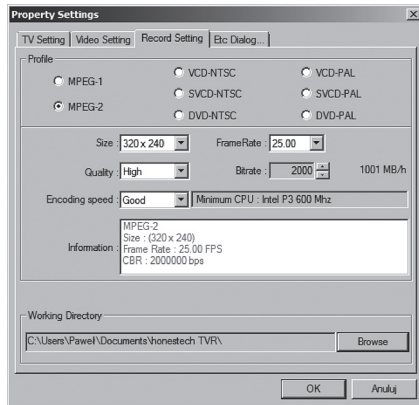 Property Settings
TV Setting Video Setting Record Setting Etc Dialog...
Profile
MPEG-1 VCD-NTSC VCD-PAL
SVCD-NTSC SVCD-PAL
MPEG-2 DVD-NTSC DVD-PAL
Size : 320 x 240 FrameRate : 25.00
Quality : High Bitrate : 2000 1001 MB/h
Encoding speed : Good Minimum CPU : Intel P3 600 Mhz
Information :
MPEG-2
Size : (320 x 240)
Frame Rate : 25.00 FPS
CBR : 2000000 bps
Working Directory
C:\Users\Paweł\Documents\honestech TVR\ Browse
OK Anuluj